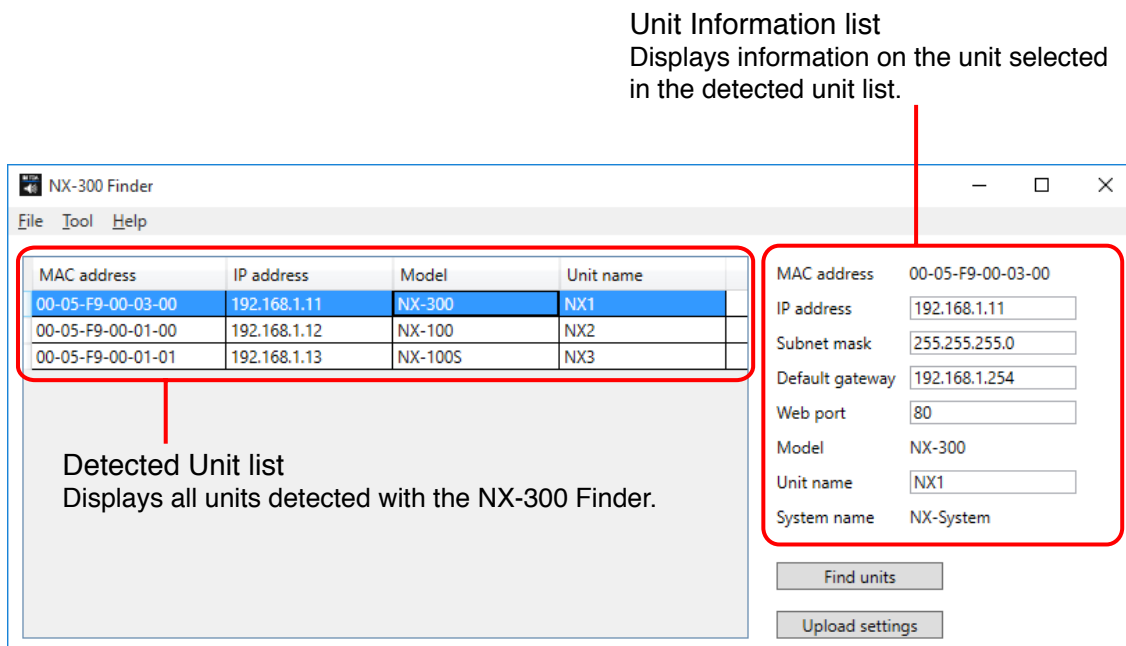 Unit Information list
Displays information on the unit selected
in the detected unit list.
NX-300 Finder
File Tool Help
MAC address IP address Model Unit name
00-05-F9-00-03-00 192.168.1.11 NX-300 NX1
00-05-F9-00-01-00 192.168.1.12 NX-100 NX2
00-05-F9-00-01-01 192.168.1.13 NX-100S NX3
Detected Unit list
Displays all units detected with the NX-300 Finder.
MAC address 00-05-F9-00-03-00
IP address 192.168.1.11
Subnet mask 255.255.255.0
Default gateway 192.168.1.254
Web port 80
Model NX-300
Unit name NX1
System name NX-System
Find units
Upload settings